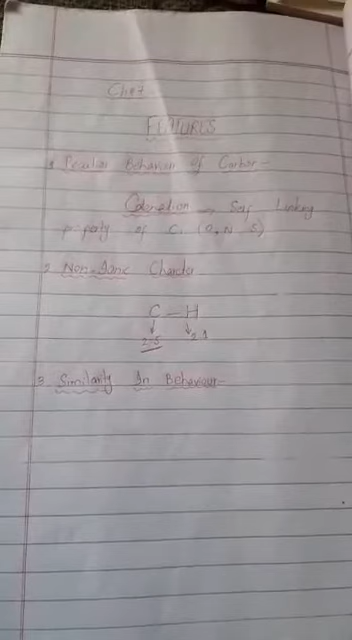 Ch#7
FEATURES
1. Peculiar Behaviour of Carbon-
Catenation → Self Linking
property of C. (O, N S)
2. Non-Ionic Character
C – H
↓ ↓
2.5 2.1
3. Similarity In Behaviour-